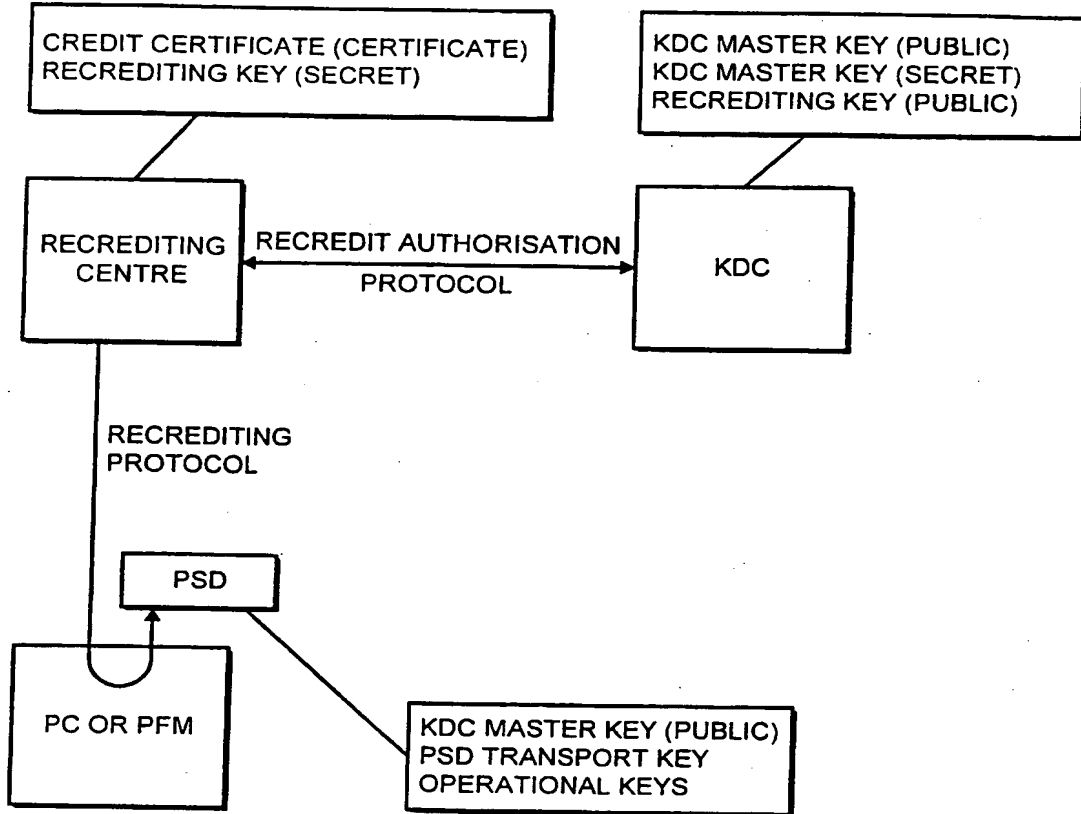 CREDIT CERTIFICATE (CERTIFICATE)
RECREDITING KEY (SECRET)
KDC MASTER KEY (PUBLIC)
KDC MASTER KEY (SECRET)
RECREDITING KEY (PUBLIC)
RECREDITING
CENTRE
RECREDIT AUTHORISATION
PROTOCOL
KDC
RECREDITING
PROTOCOL
PSD
PC OR PFM
KDC MASTER KEY (PUBLIC)
PSD TRANSPORT KEY
OPERATIONAL KEYS